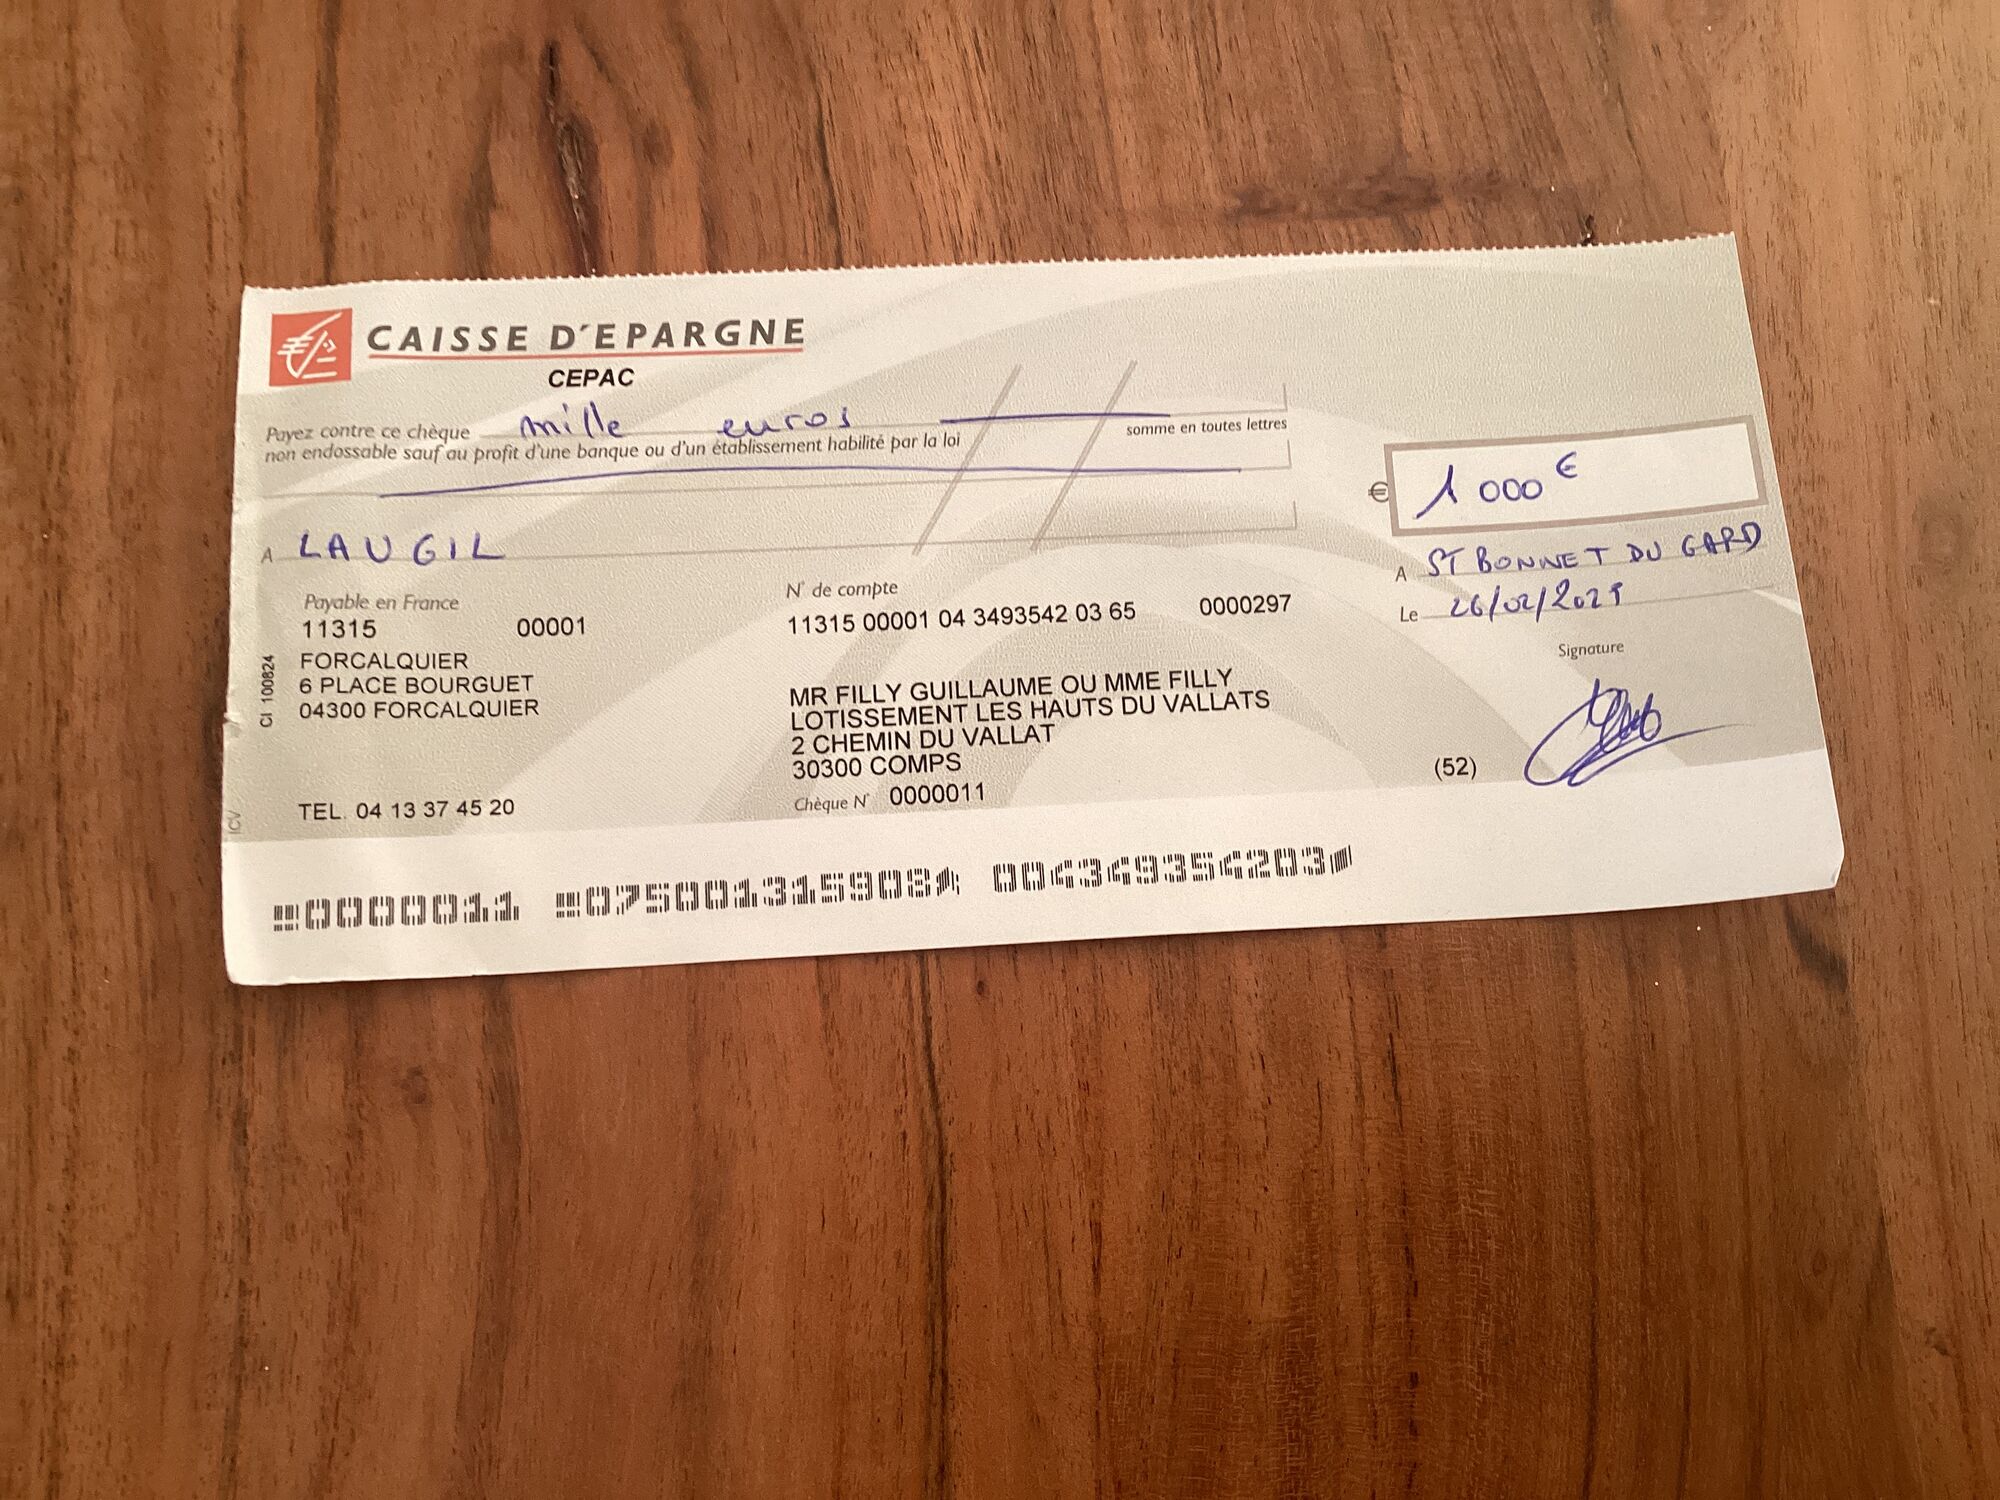 CAISSE D'EPARGNE
CEPAC
Payez contre ce chèque mille euros
non endossable sauf au profit d'une banque ou d'un établissement habilité par la loi
somme en toutes lettres
€ 1 000 €
A LAUGIL
A ST BONNET DU GARD
Le 26/02/2025
Payable en France
11315 00001
N° de compte
11315 00001 04 3493542 03 65 0000297
Signature
FORCALQUIER
6 PLACE BOURGUET
04300 FORCALQUIER
CI 100824
MR FILLY GUILLAUME OU MME FILLY
LOTISSEMENT LES HAUTS DU VALLATS
2 CHEMIN DU VALLAT
30300 COMPS
(52)
TEL. 04 13 37 45 20
Chèque N° 0000011
ICV
0000011 075001315908 004349354203